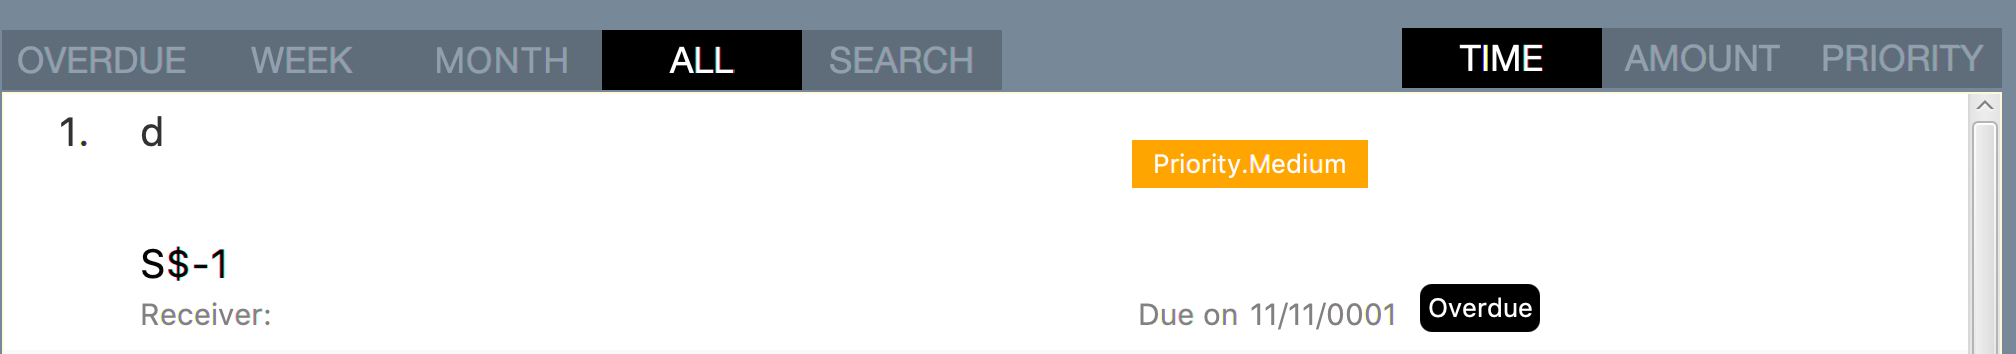 OVERDUE WEEK MONTH ALL SEARCH TIME AMOUNT PRIORITY
1. d
Priority.Medium
S$-1
Receiver: Due on 11/11/0001 Overdue